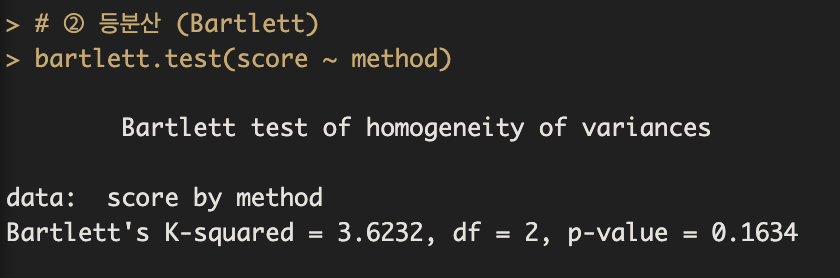 > # ② 등분산 (Bartlett)
> bartlett.test(score ~ method)
Bartlett test of homogeneity of variances
data:  score by method
Bartlett's K-squared = 3.6232, df = 2, p-value = 0.1634